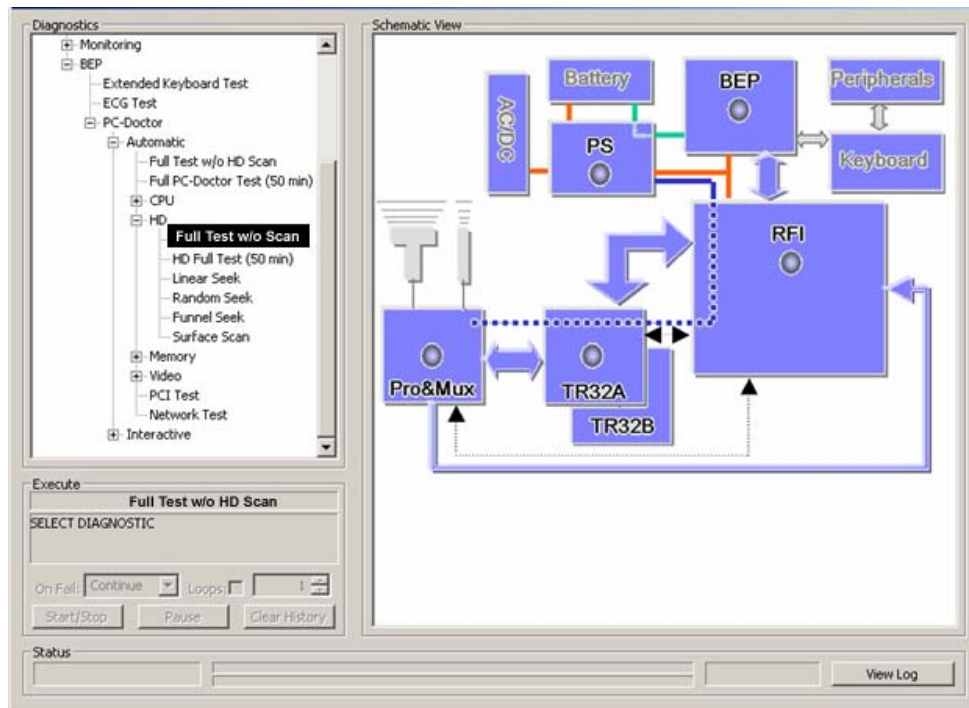 Diagnostics
Monitoring
BEP
Extended Keyboard Test
ECG Test
PC-Doctor
Automatic
Full Test w/o HD Scan
Full PC-Doctor Test (50 min)
CPU
HD
Full Test w/o Scan
HD Full Test (50 min)
Linear Seek
Random Seek
Funnel Seek
Surface Scan
Memory
Video
PCI Test
Network Test
Interactive
Execute
Full Test w/o HD Scan
SELECT DIAGNOSTIC
On Fail: Continue Loops: 1
Start/Stop Pause Clear History
Schematic View
AC/DC
Battery
BEP
Peripherals
PS
Keyboard
RFI
Pro&Mux
TR32A
TR32B
Status
View Log